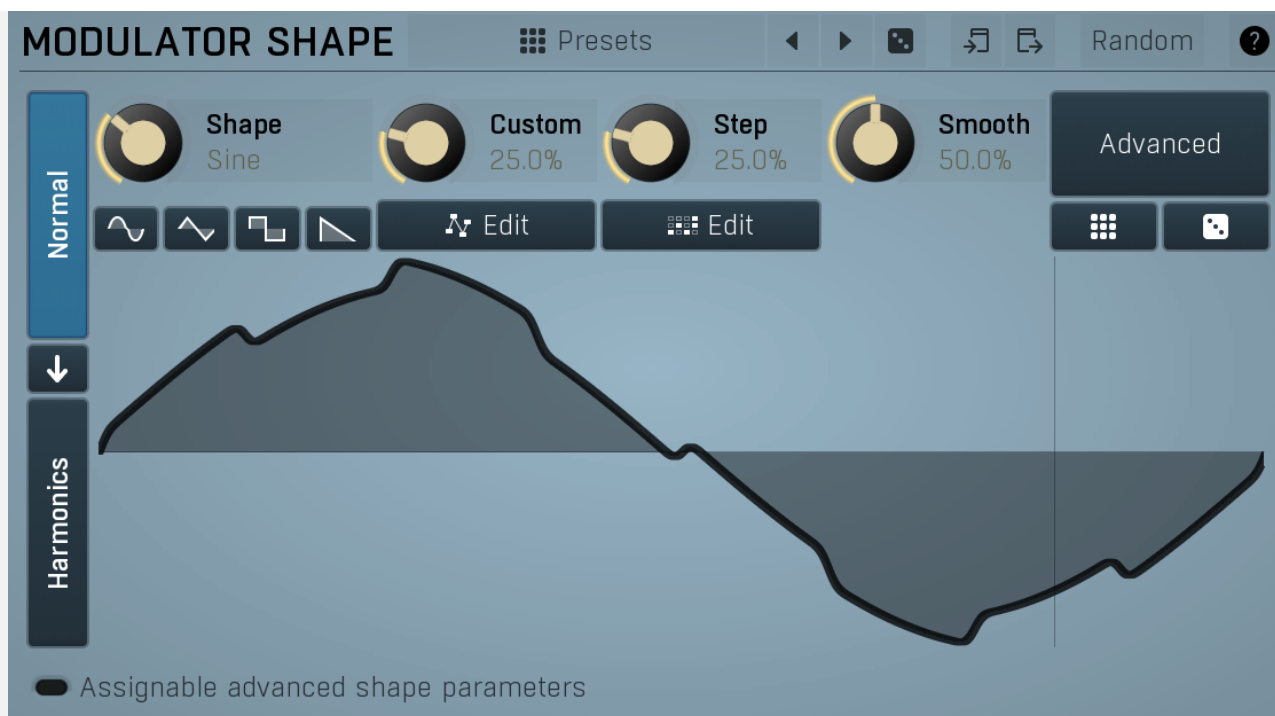 MODULATOR SHAPE Presets Random ?
Shape Custom Step Smooth Advanced
Sine 25.0% 25.0% 50.0%
Normal
Edit Edit
Harmonics
Assignable advanced shape parameters